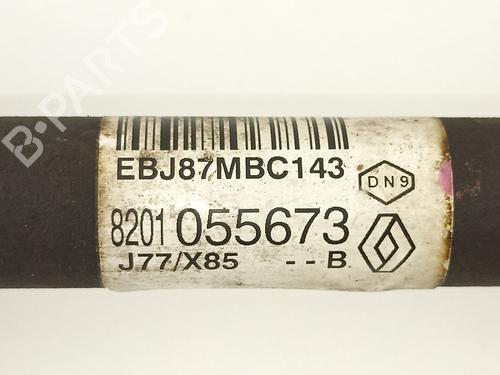 B-PARTS
EBJ87MBC143
DN9
8201 055673
J77/X85 --B